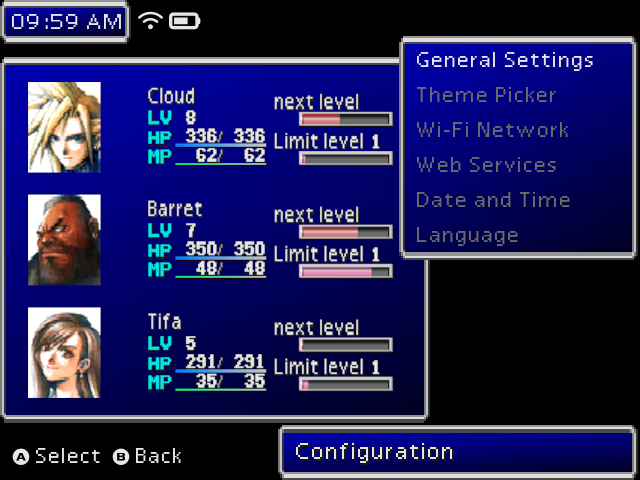 09:59 AM
General Settings
Theme Picker
Wi-Fi Network
Web Services
Date and Time
Language
Cloud
LV 8
HP 336/ 336
MP 62/ 62
next level
Limit level 1
Barret
LV 7
HP 350/ 350
MP 48/ 48
next level
Limit level 1
Tifa
LV 5
HP 291/ 291
MP 35/ 35
next level
Limit level 1
A Select B Back
Configuration